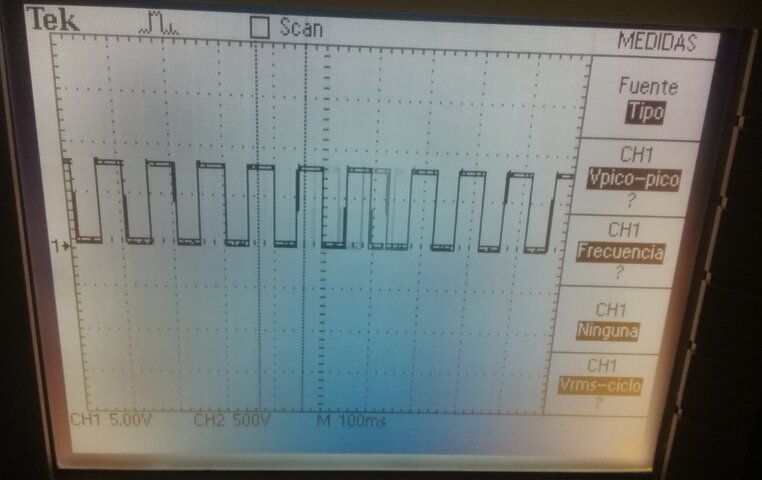 Tek Scan
MEDIDAS
Fuente
Tipo
CH1
Vpico-pico
?
CH1
Frecuencia
?
CH1
Ninguna
CH1
Vrms-ciclo
?
1
CH1 5.00V CH2 500V M 100ms